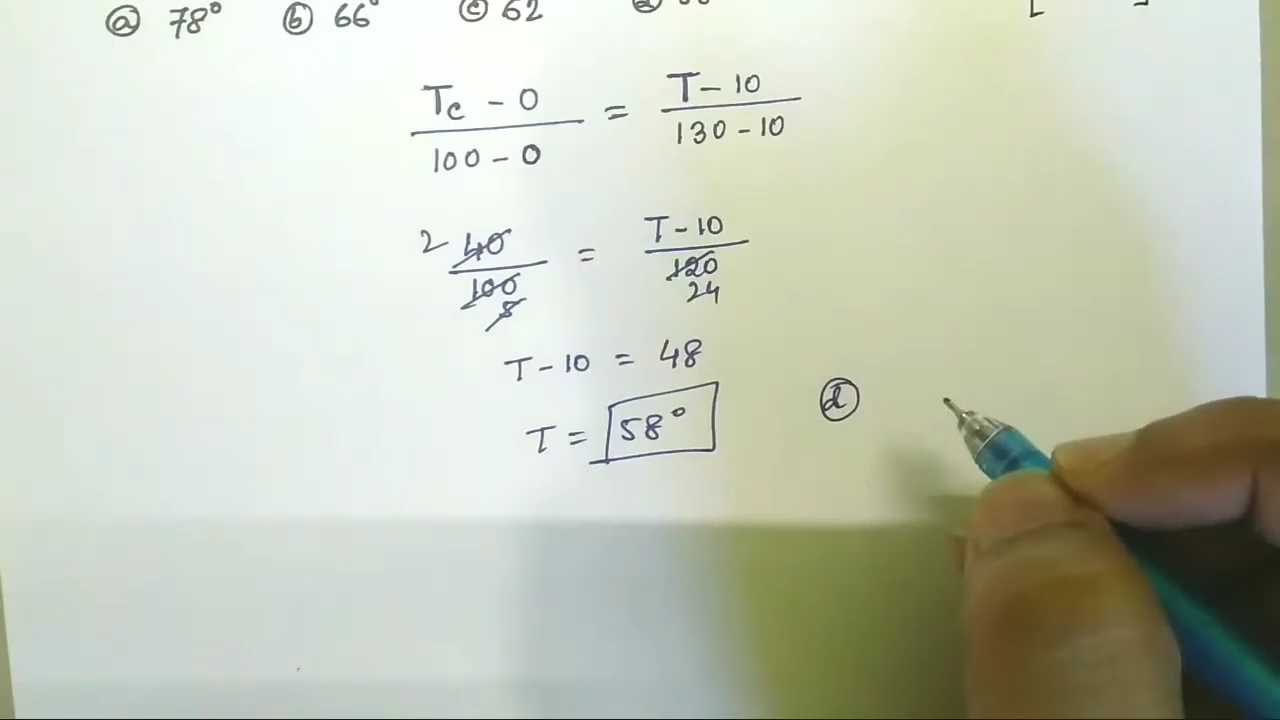 ⓐ 78° ⓑ 66° ⓒ 62 ⓓ
[ ]
Tc - 0 / 100 - 0 = T - 10 / 130 - 10
2 40 / 100 5 = T - 10 / 120 24
T - 10 = 48
T = 58° ⓓ